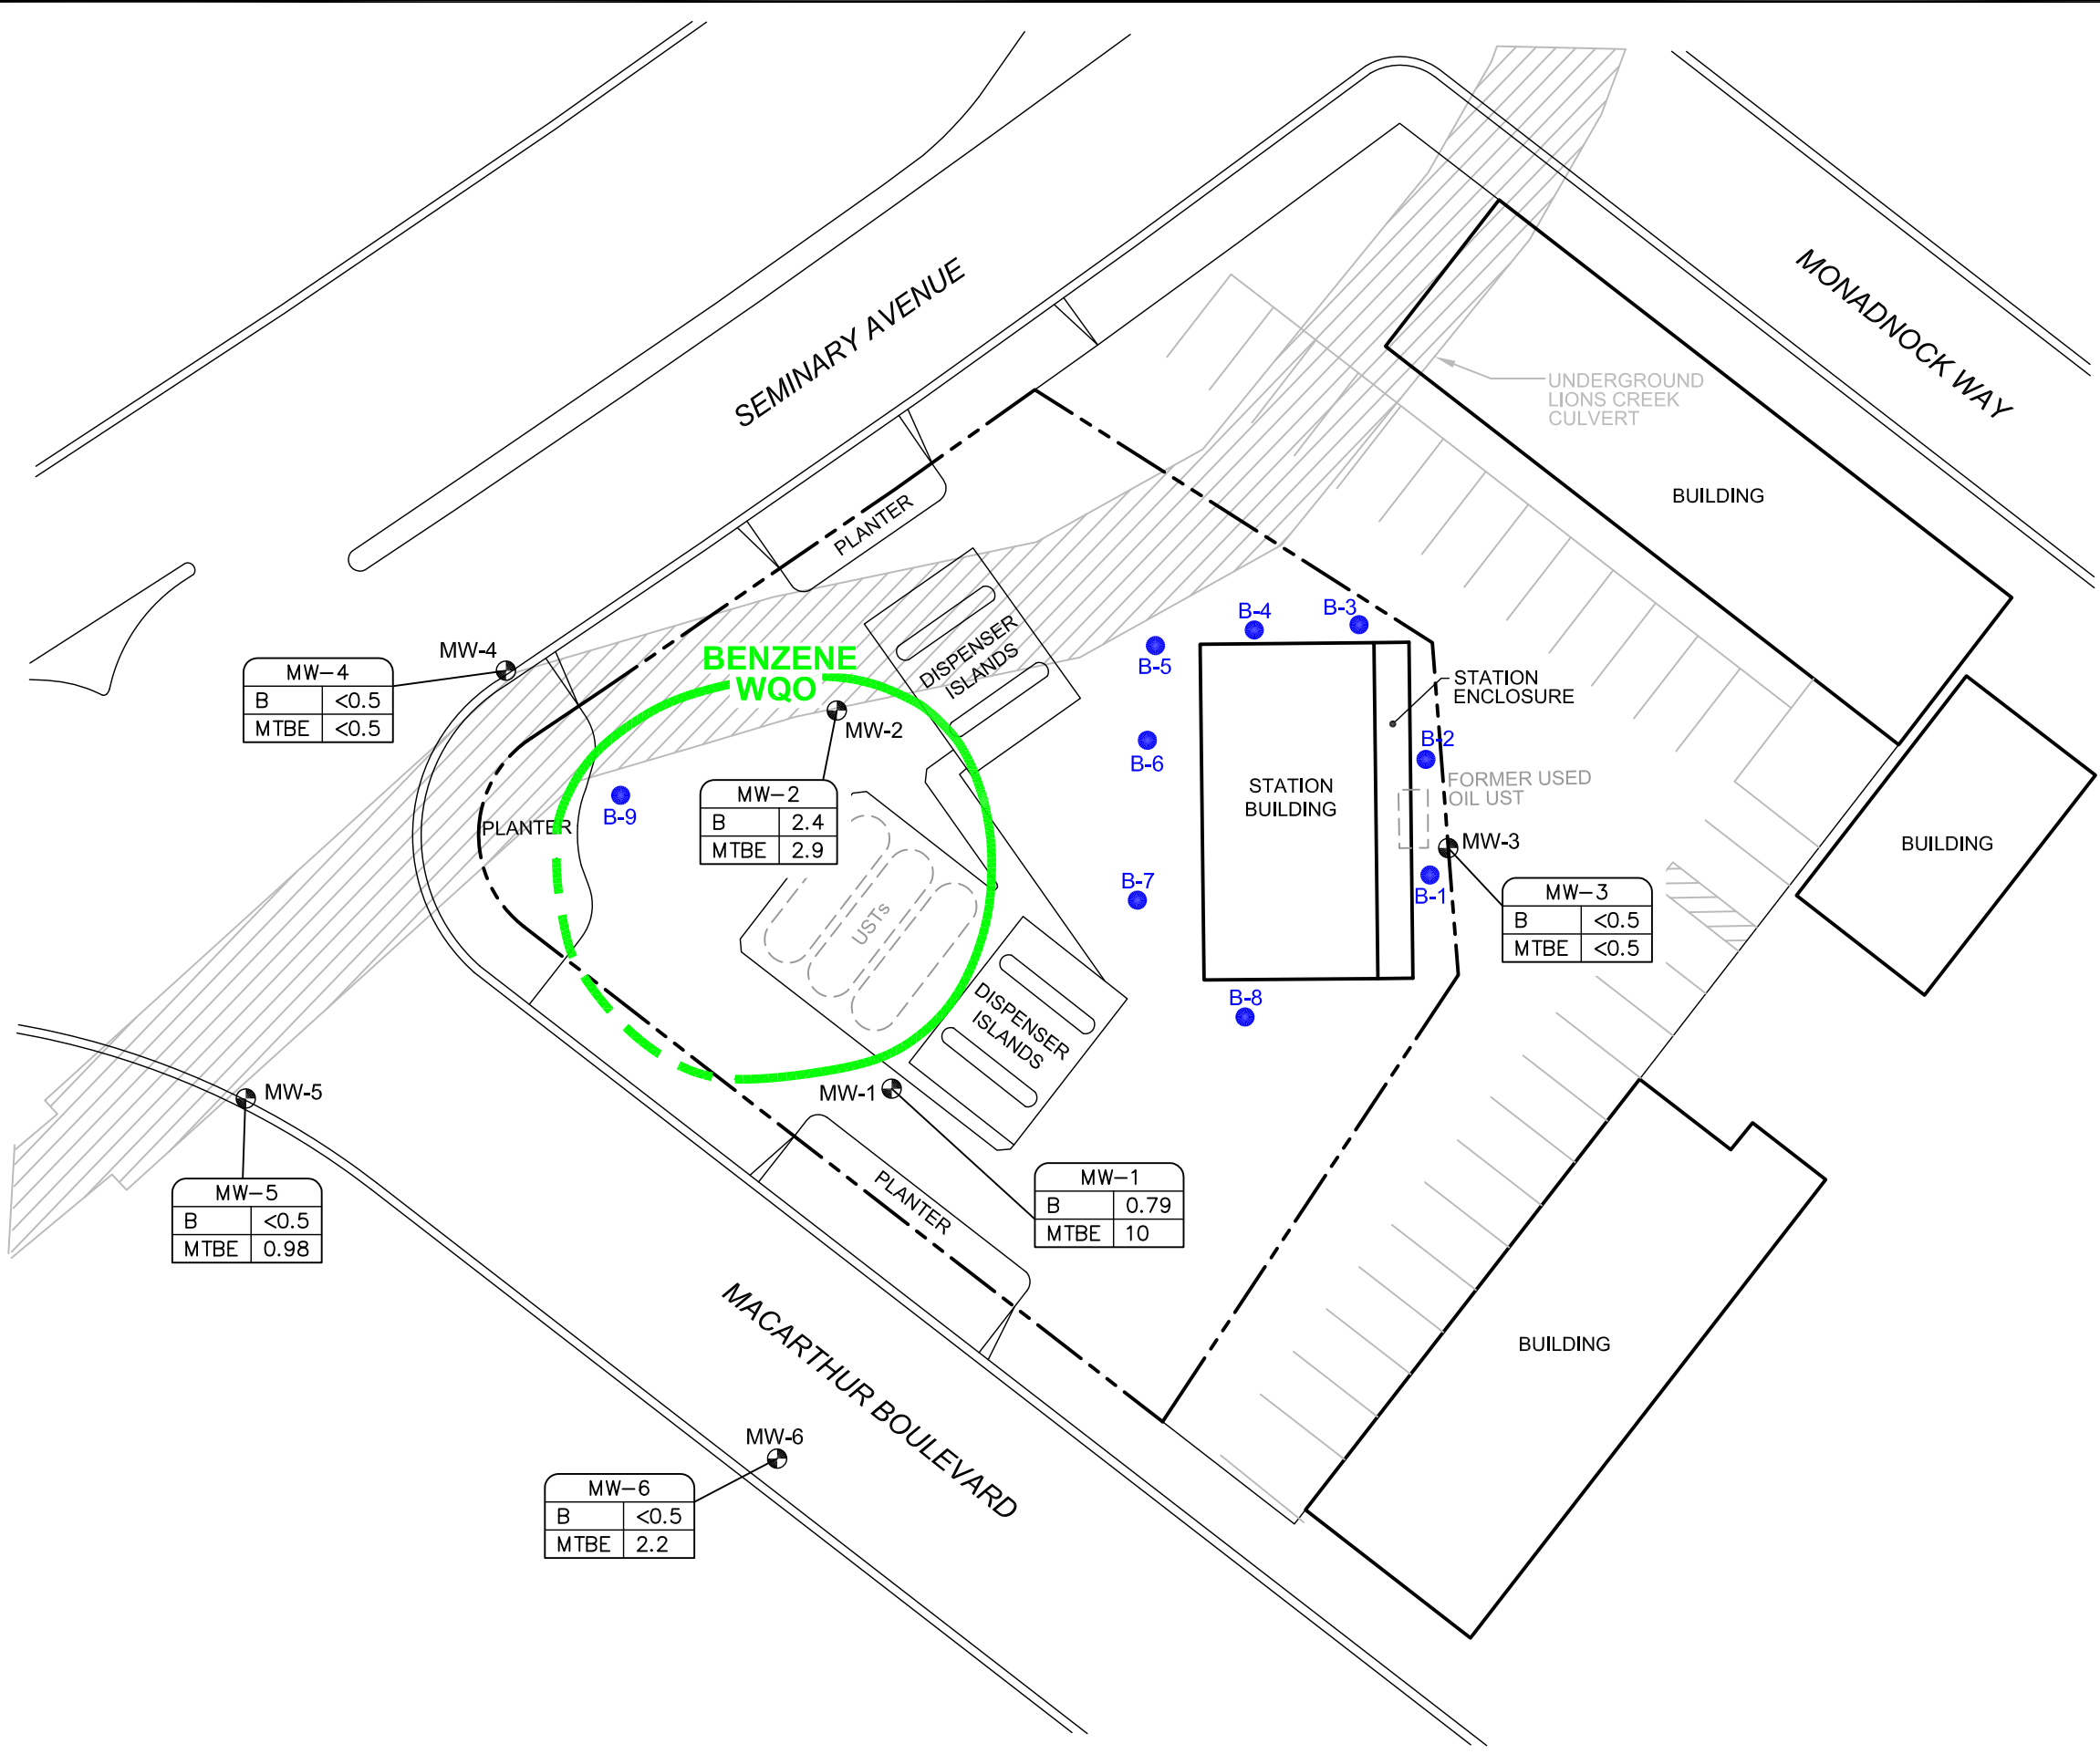 SEMINARY AVENUE
MONADNOCK WAY
UNDERGROUND
LIONS CREEK
CULVERT
BUILDING
PLANTER
DISPENSER
ISLANDS
B-4
B-3
B-5
MW-4
MW-4
B <0.5
MTBE <0.5
BENZENE
WQO
MW-2
MW-2
B 2.4
MTBE 2.9
STATION
ENCLOSURE
B-6
B-2
STATION
BUILDING
FORMER USED
OIL UST
B-9
PLANTER
MW-3
BUILDING
B-7
B-1
MW-3
B <0.5
MTBE <0.5
USTs
DISPENSER
ISLANDS
B-8
MW-5
MW-5
B <0.5
MTBE 0.98
MW-1
MW-1
B 0.79
MTBE 10
PLANTER
MACARTHUR BOULEVARD
BUILDING
MW-6
MW-6
B <0.5
MTBE 2.2